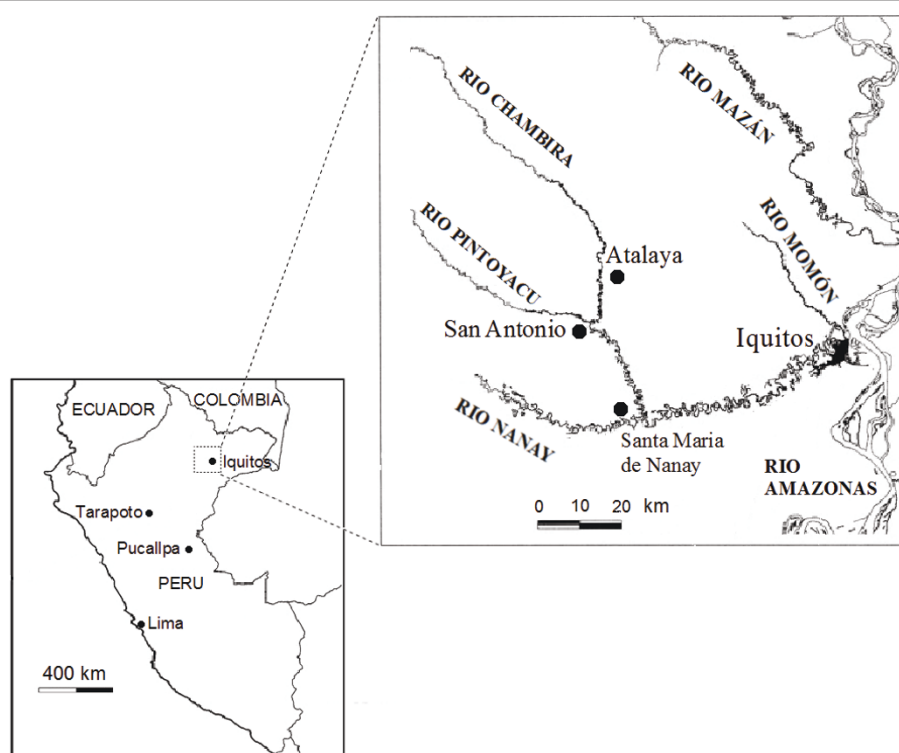 RIO CHAMBIRA
RIO MAZÁN
RIO PINTOYACU
RIO MOMÓN
Atalaya
San Antonio
Iquitos
RIO NANAY
Santa Maria
de Nanay
RIO
AMAZONAS
0 10 20 km
ECUADOR
COLOMBIA
Iquitos
Tarapoto
Pucallpa
PERU
Lima
400 km